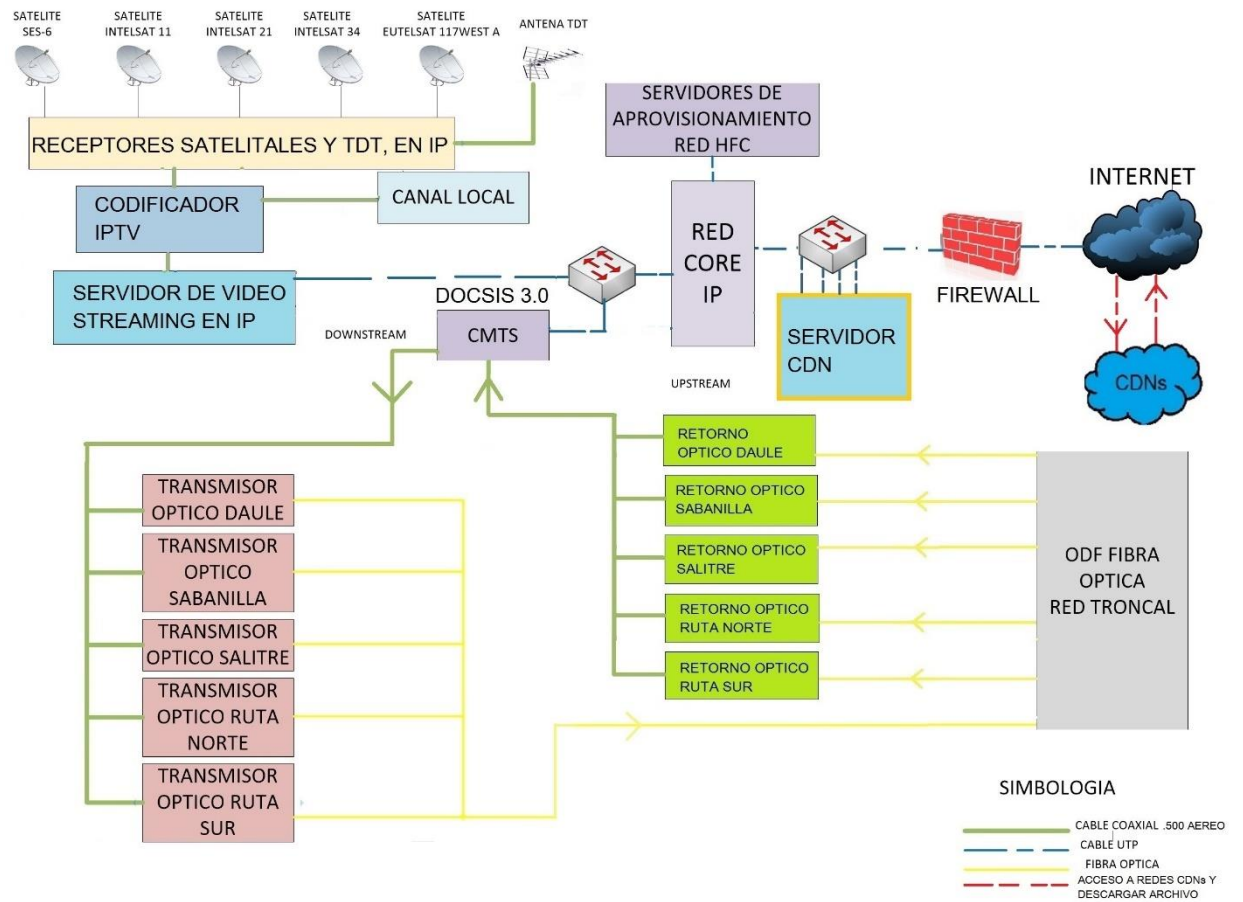 SATELITE
SES-6
SATELITE
INTELSAT 11
SATELITE
INTELSAT 21
SATELITE
INTELSAT 34
SATELITE
EUTELSAT 117WEST A
ANTENA TDT
RECEPTORES SATELITALES Y TDT, EN IP
CODIFICADOR
IPTV
CANAL LOCAL
SERVIDOR DE VIDEO
STREAMING EN IP
SERVIDORES DE
APROVISIONAMIENTO
RED HFC
RED
CORE
IP
INTERNET
FIREWALL
DOCSIS 3.0
CMTS
DOWNSTREAM
UPSTREAM
SERVIDOR
CDN
CDNs
TRANSMISOR
OPTICO DAULE
TRANSMISOR
OPTICO
SABANILLA
TRANSMISOR
OPTICO SALITRE
TRANSMISOR
OPTICO RUTA
NORTE
TRANSMISOR
OPTICO RUTA
SUR
RETORNO
OPTICO DAULE
RETORNO OPTICO
SABANILLA
RETORNO OPTICO
SALITRE
RETORNO OPTICO
RUTA NORTE
RETORNO OPTICO
RUTA SUR
ODF FIBRA
OPTICA
RED TRONCAL
SIMBOLOGIA
CABLE COAXIAL .500 AEREO
CABLE UTP
FIBRA OPTICA
ACCESO A REDES CDNs Y
DESCARGAR ARCHIVO